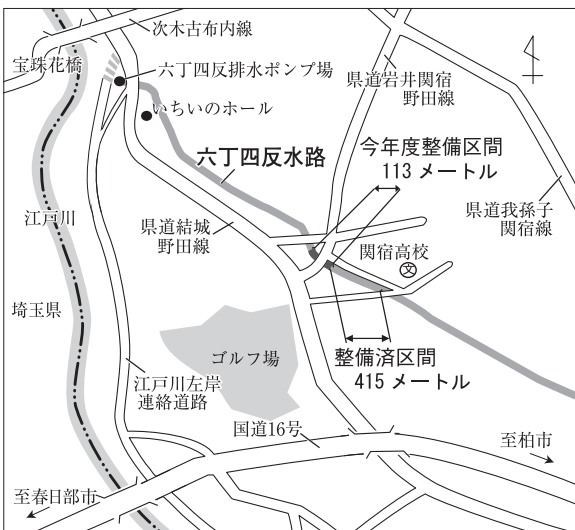 次木古布内線
宝珠花橋
六丁四反排水ポンプ場
県道岩井関宿
野田線
いちいのホール
今年度整備区間
113 メートル
六丁四反水路
県道我孫子
関宿線
江戸川
県道結城
野田線
関宿高校
文
埼玉県
ゴルフ場
整備済区間
415 メートル
江戸川左岸
連絡道路
国道16号
至柏市
至春日部市